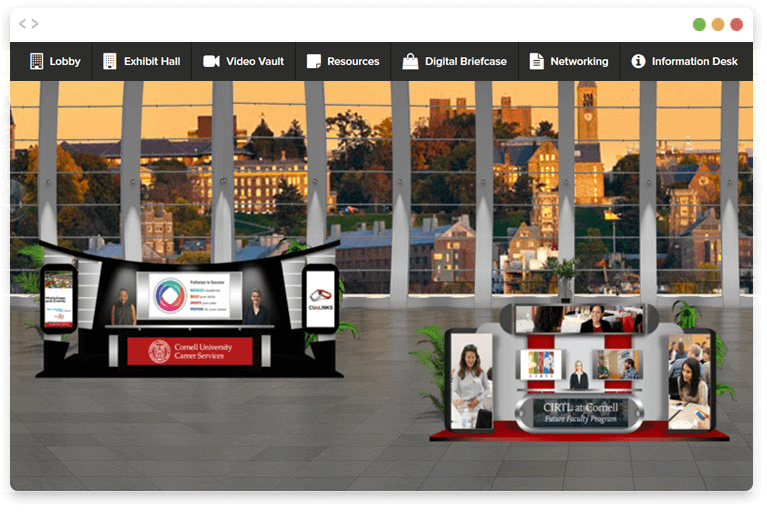 Lobby
Exhibit Hall
Video Vault
Resources
Digital Briefcase
Networking
Information Desk
Pathways to Success
CULINKS
Cornell University
Career Services
CIRTL
CIRTL at Cornell
Future Faculty Program